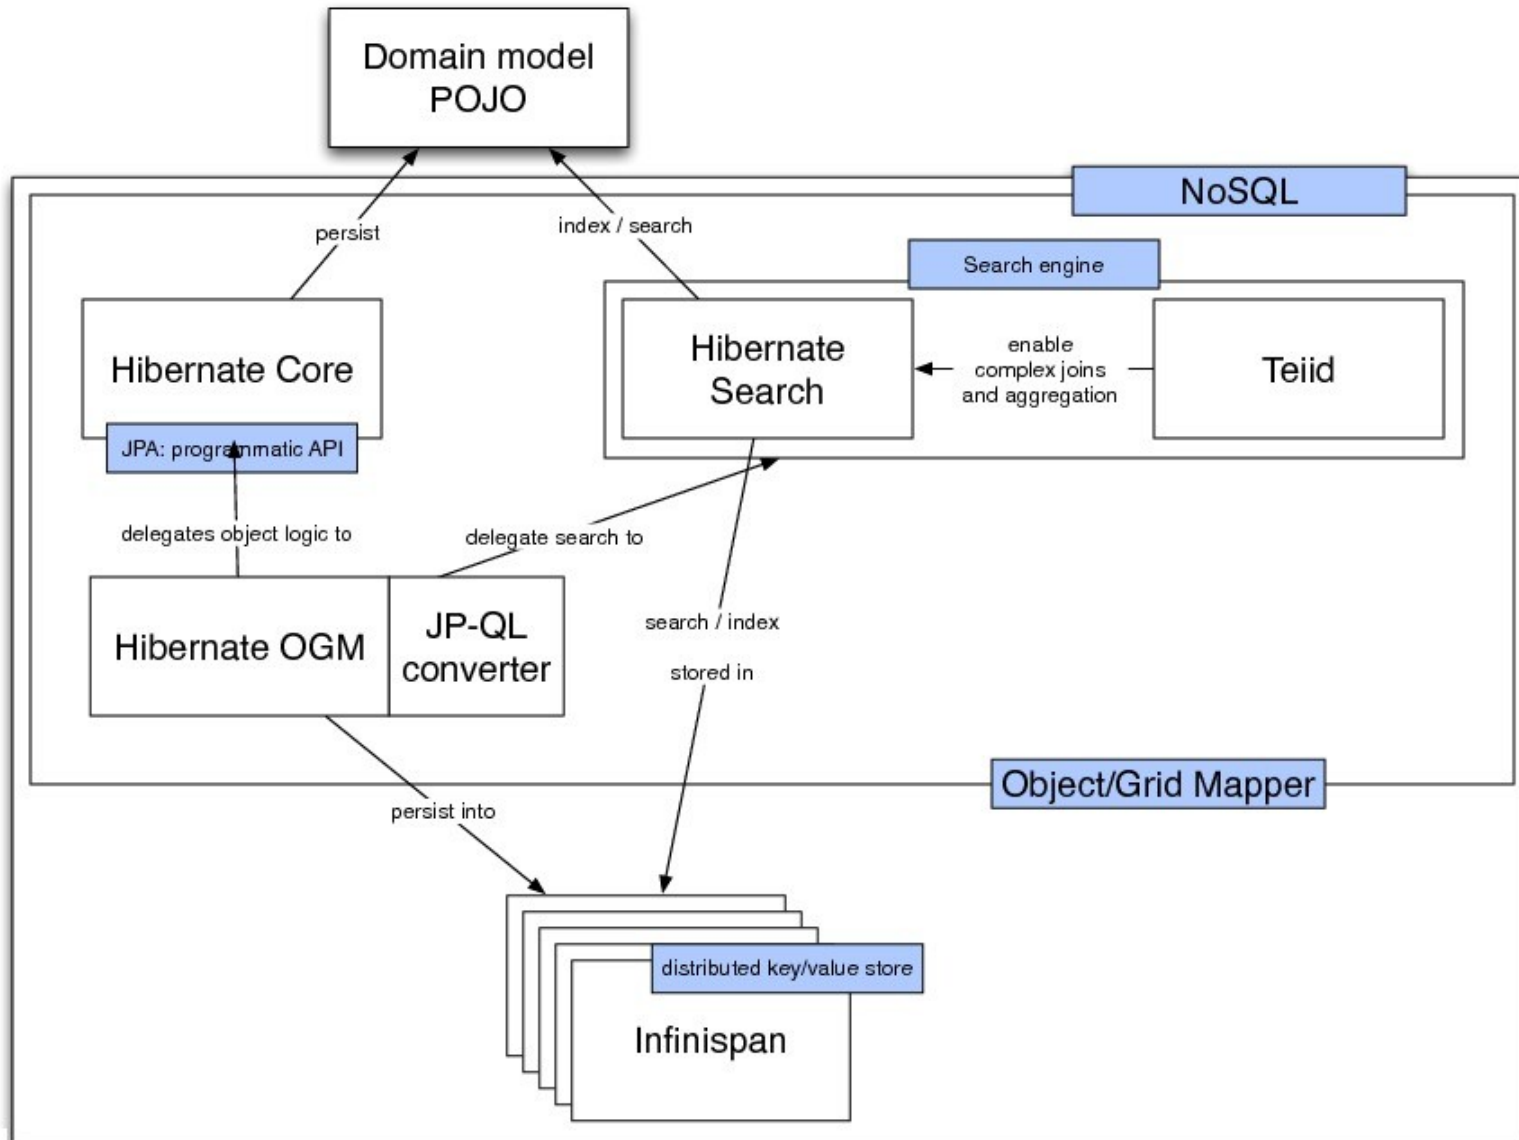 Domain model
POJO
NoSQL
persist
index / search
Search engine
Hibernate Core
Hibernate
Search
enable
complex joins
and aggregation
Teiid
JPA: programmatic API
delegates object logic to
delegate search to
Hibernate OGM
JP-QL
converter
search / index
stored in
Object/Grid Mapper
persist into
distributed key/value store
Infinispan